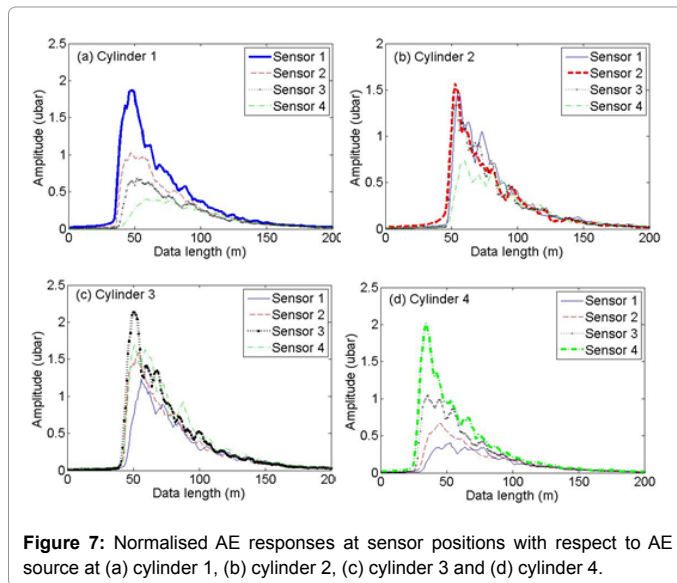 2.5
2
1.5
1
0.5
0
Amplitude (ubar)
(a) Cylinder 1
Sensor 1
Sensor 2
Sensor 3
Sensor 4
0 50 100 150 200
Data length (m)
2.5
2
1.5
1
0.5
0
Amplitude (ubar)
(b) Cylinder 2
Sensor 1
Sensor 2
Sensor 3
Sensor 4
0 50 100 150 200
Data length (m)
2.5
2
1.5
1
0.5
0
Amplitude (ubar)
(c) Cylinder 3
Sensor 1
Sensor 2
Sensor 3
Sensor 4
0 50 100 150 200
Data length (m)
2.5
2
1.5
1
0.5
0
Amplitude (ubar)
(d) Cylinder 4
Sensor 1
Sensor 2
Sensor 3
Sensor 4
0 50 100 150 200
Data length (m)
Figure 7: Normalised AE responses at sensor positions with respect to AE
source at (a) cylinder 1, (b) cylinder 2, (c) cylinder 3 and (d) cylinder 4.